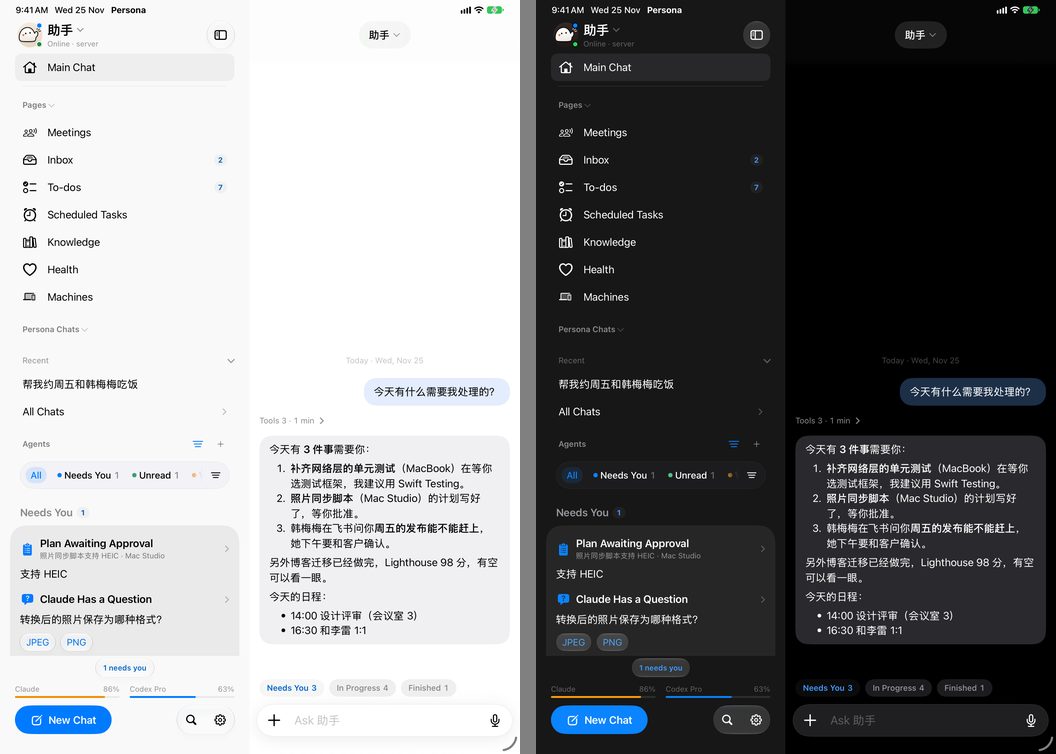 9:41 AM Wed 25 Nov Persona
助手
Online · server
Main Chat
Pages
Meetings
Inbox 2
To-dos 7
Scheduled Tasks
Knowledge
Health
Machines
Persona Chats
Recent
帮我约周五和韩梅梅吃饭
All Chats
Agents
All Needs You 1 Unread 1
Needs You 1
Plan Awaiting Approval
照片同步脚本支持 HEIC · Mac Studio
支持 HEIC
Claude Has a Question
转换后的照片保存为哪种格式?
JPEG PNG
1 needs you
Claude 86% Codex Pro 63%
New Chat
助手
Today · Wed, Nov 25
今天有什么需要我处理的?
Tools 3 · 1 min
今天有 3 件事需要你:
1. 补齐网络层的单元测试（MacBook）在等你
选测试框架，我建议用 Swift Testing。
2. 照片同步脚本（Mac Studio）的计划写好
了，等你批准。
3. 韩梅梅在飞书问你周五的发布能不能赶上，
她下午要和客户确认。
另外博客迁移已经做完，Lighthouse 98 分，有空
可以看一眼。
今天的日程：
• 14:00 设计评审（会议室 3）
• 16:30 和李雷 1:1
Needs You 3 In Progress 4 Finished 1
Ask 助手
9:41 AM Wed 25 Nov Persona
助手
Online · server
Main Chat
Pages
Meetings
Inbox 2
To-dos 7
Scheduled Tasks
Knowledge
Health
Machines
Persona Chats
Recent
帮我约周五和韩梅梅吃饭
All Chats
Agents
All Needs You 1 Unread 1
Needs You 1
Plan Awaiting Approval
照片同步脚本支持 HEIC · Mac Studio
支持 HEIC
Claude Has a Question
转换后的照片保存为哪种格式?
JPEG PNG
1 needs you
Claude 86% Codex Pro 63%
New Chat
助手
Today · Wed, Nov 25
今天有什么需要我处理的?
Tools 3 · 1 min
今天有 3 件事需要你:
1. 补齐网络层的单元测试（MacBook）在等你
选测试框架，我建议用 Swift Testing。
2. 照片同步脚本（Mac Studio）的计划写好
了，等你批准。
3. 韩梅梅在飞书问你周五的发布能不能赶上，
她下午要和客户确认。
另外博客迁移已经做完，Lighthouse 98 分，有空
可以看一眼。
今天的日程：
• 14:00 设计评审（会议室 3）
• 16:30 和李雷 1:1
Needs You 3 In Progress 4 Finished 1
Ask 助手